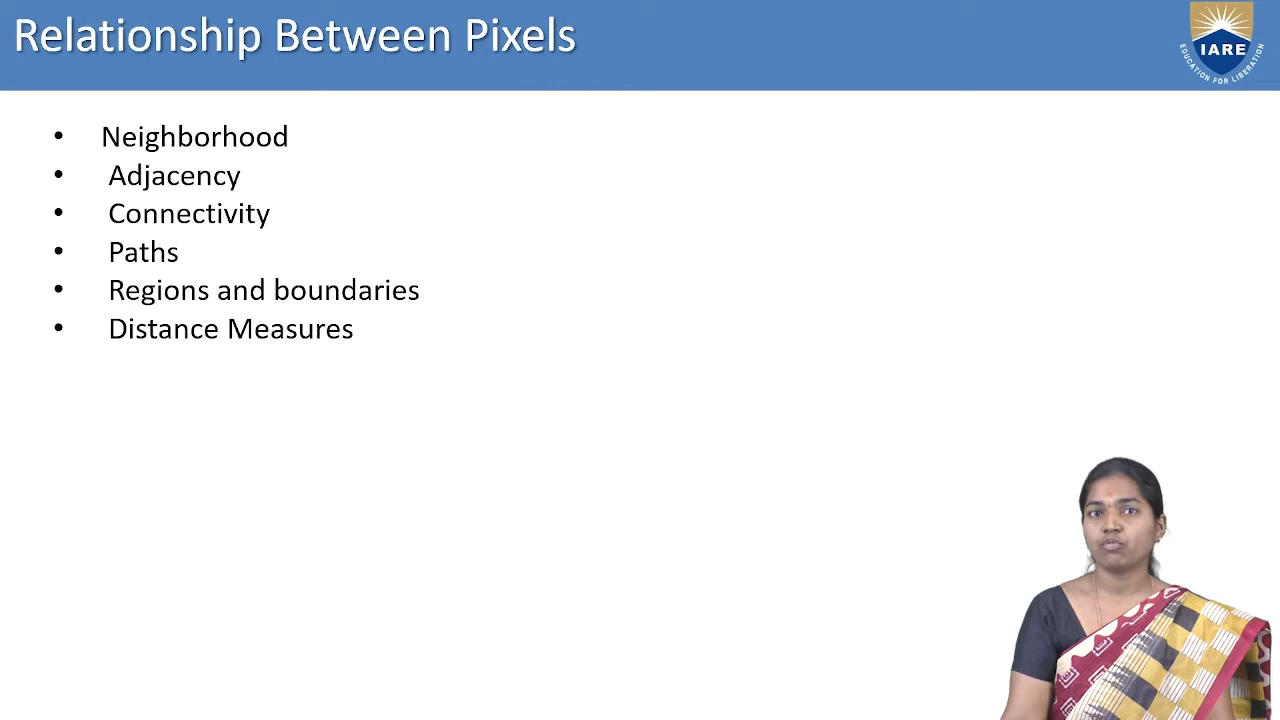 Relationship Between Pixels
IARE
EDUCATION FOR LIBERATION
• Neighborhood
• Adjacency
• Connectivity
• Paths
• Regions and boundaries
• Distance Measures